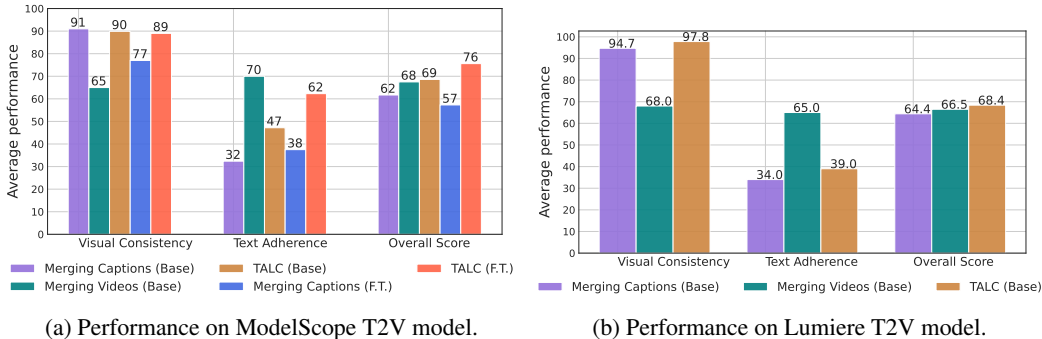 100
90
80
70
60
50
40
30
20
10
0
Average performance
91
65
90
77
89
32
70
47
38
62
62
68
69
57
76
Visual Consistency
Text Adherence
Overall Score
Merging Captions (Base)
TALC (Base)
TALC (F.T.)
Merging Videos (Base)
Merging Captions (F.T.)
(a) Performance on ModelScope T2V model.
100
90
80
70
60
50
40
30
20
10
0
Average performance
94.7
68.0
97.8
34.0
65.0
39.0
64.4
66.5
68.4
Visual Consistency
Text Adherence
Overall Score
Merging Captions (Base)
Merging Videos (Base)
TALC (Base)
(b) Performance on Lumiere T2V model.